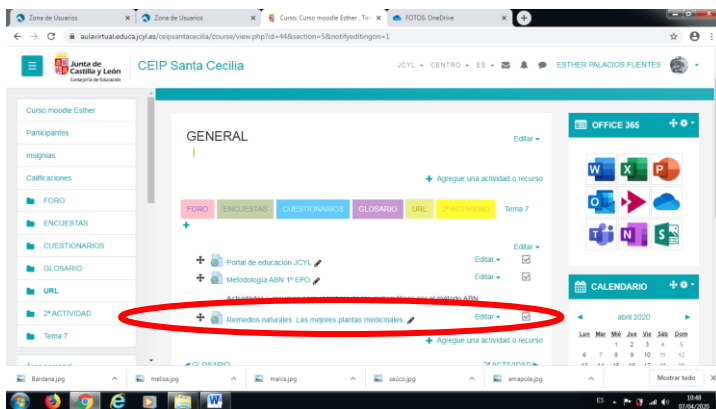 Zona de Usuarios
Zona de Usuarios
Curso: Curso moodle Esther , Te
FOTOS: OneDrive
aulavirtual.educa.jcyl.es/ceipsantacecilia/course/view.php?id=44&section=5&notifyeditingon=1
Junta de
Castilla y León
Consejería de Educación
CEIP Santa Cecilia
JCYL CENTRO ES
ESTHER PALACIOS FUENTES
Curso moodle Esther
Participantes
Insignias
Calificaciones
FORO
ENCUESTAS
CUESTIONARIOS
GLOSARIO
URL
2ª ACTIVIDAD
Tema 7
GENERAL
Editar
+ Agregue una actividad o recurso
FORO ENCUESTAS CUESTIONARIOS GLOSARIO URL 2ª ACTIVIDAD Tema 7
+
Editar
Portal de educación JCYL Editar
Metodología ABN 1º EPO Editar
Remedios naturales. Las mejores plantas medicinales. Editar
+ Agregue una actividad o recurso
◄GLOSARIO
2ª ACTIVIDAD►
OFFICE 365
W X P
N S
CALENDARIO
◄ abril 2020 ►
Lun Mar Mié Jue Vie Sáb Dom
1 2 3 4 5
6 7 8 9 10 11 12
Bardana.jpg
melisa.jpg
malva.jpg
saúco.jpg
amapola.jpg
Mostrar todo
ES
10:48
07/04/2020